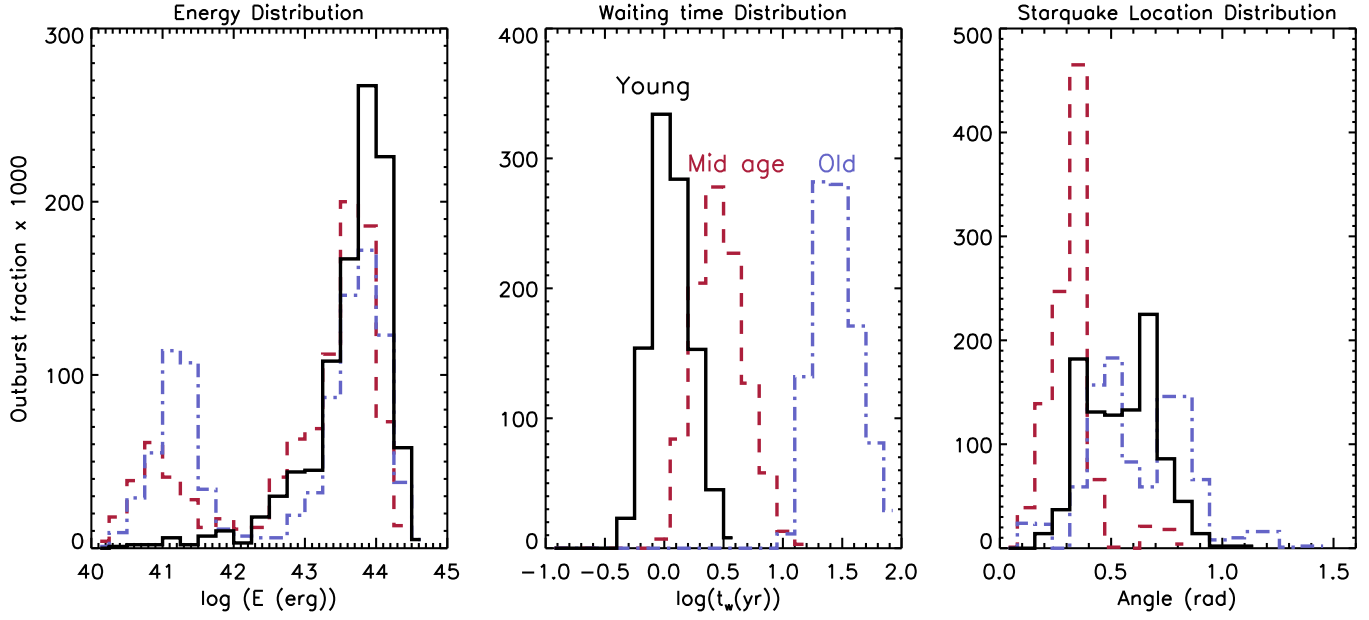 Energy Distribution
Waiting time Distribution
Starquake Location Distribution
Outburst fraction x 1000
300
200
100
0
40 41 42 43 44 45
log (E (erg))
400
300
200
100
0
Young
Mid age
Old
-1.0 -0.5 0.0 0.5 1.0 1.5 2.0
log(tw(yr))
500
400
300
200
100
0
0.0 0.5 1.0 1.5
Angle (rad)